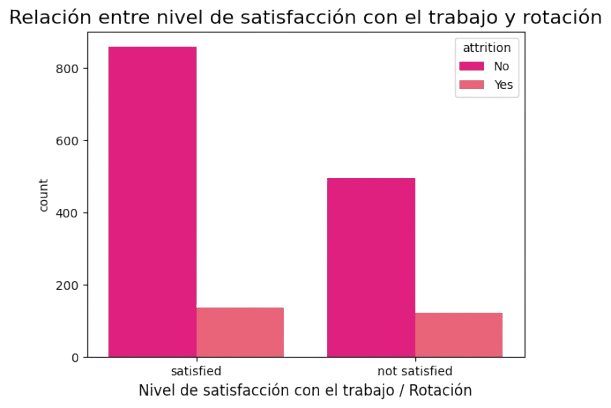 Relación entre nivel de satisfacción con el trabajo y rotación
attrition
No
Yes
800
600
400
200
0
count
satisfied
not satisfied
Nivel de satisfacción con el trabajo / Rotación